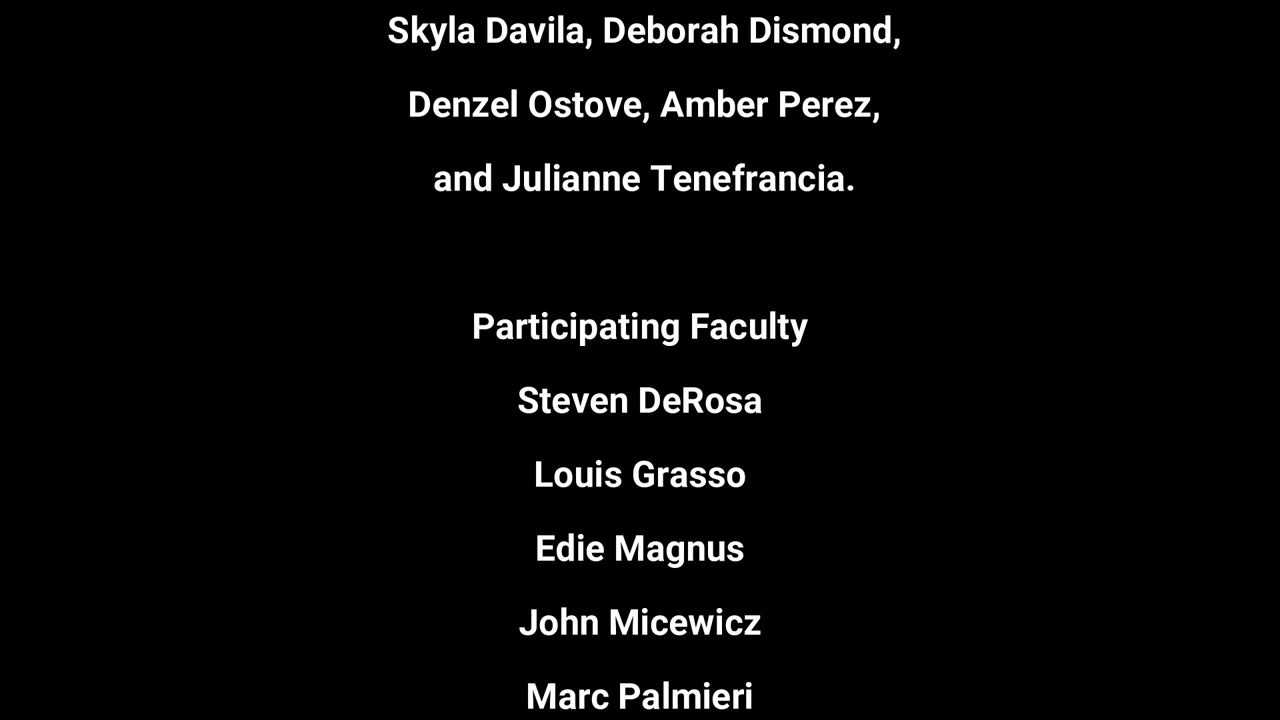 Skyla Davila, Deborah Dismond,
Denzel Ostove, Amber Perez,
and Julianne Tenefrancia.
Participating Faculty
Steven DeRosa
Louis Grasso
Edie Magnus
John Micewicz
Marc Palmieri